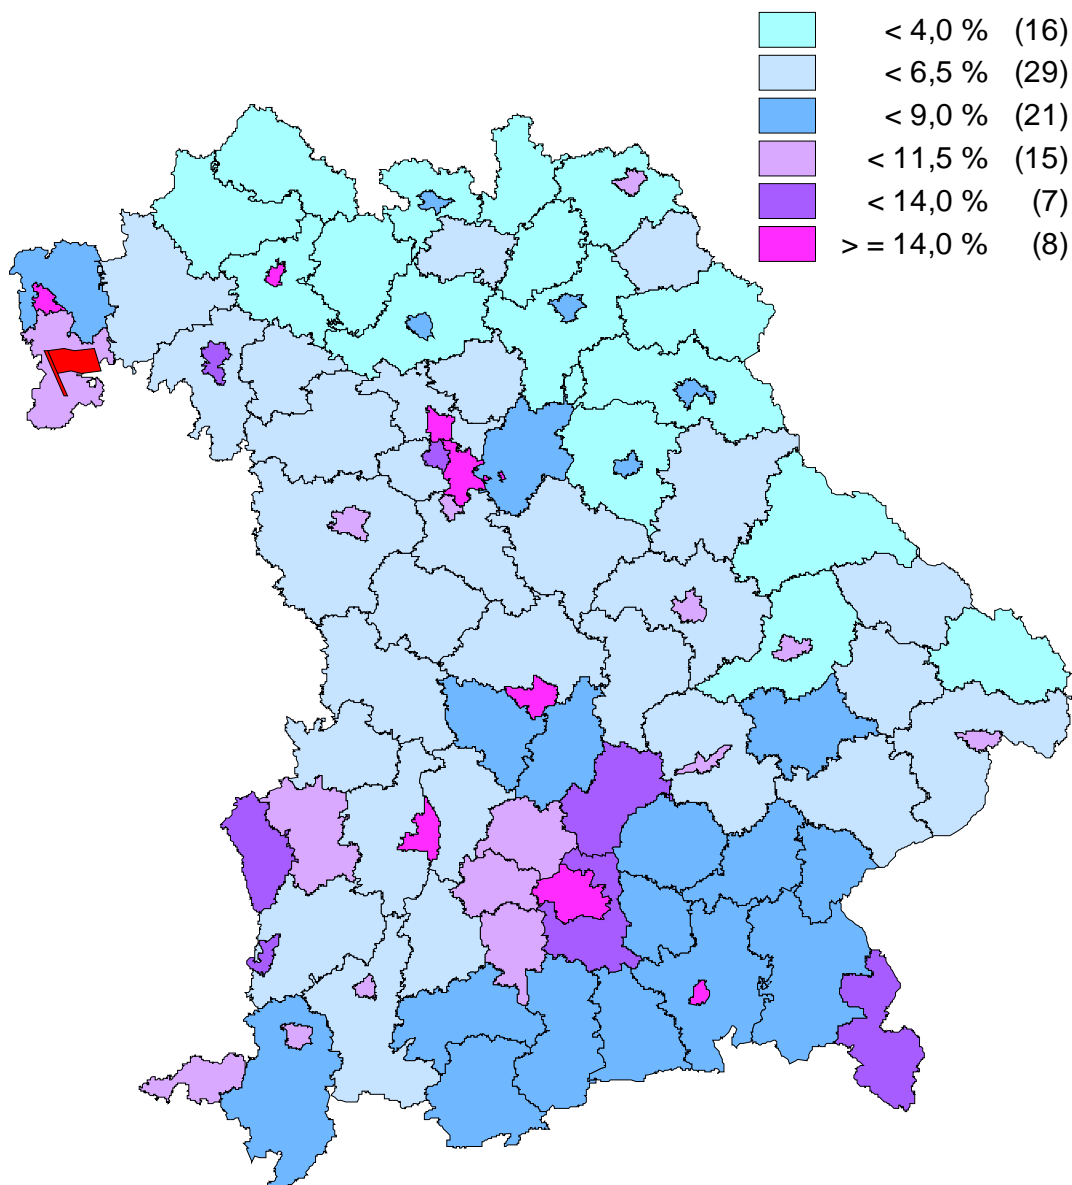 < 4,0 % (16)
< 6,5 % (29)
< 9,0 % (21)
< 11,5 % (15)
< 14,0 % (7)
> = 14,0 % (8)